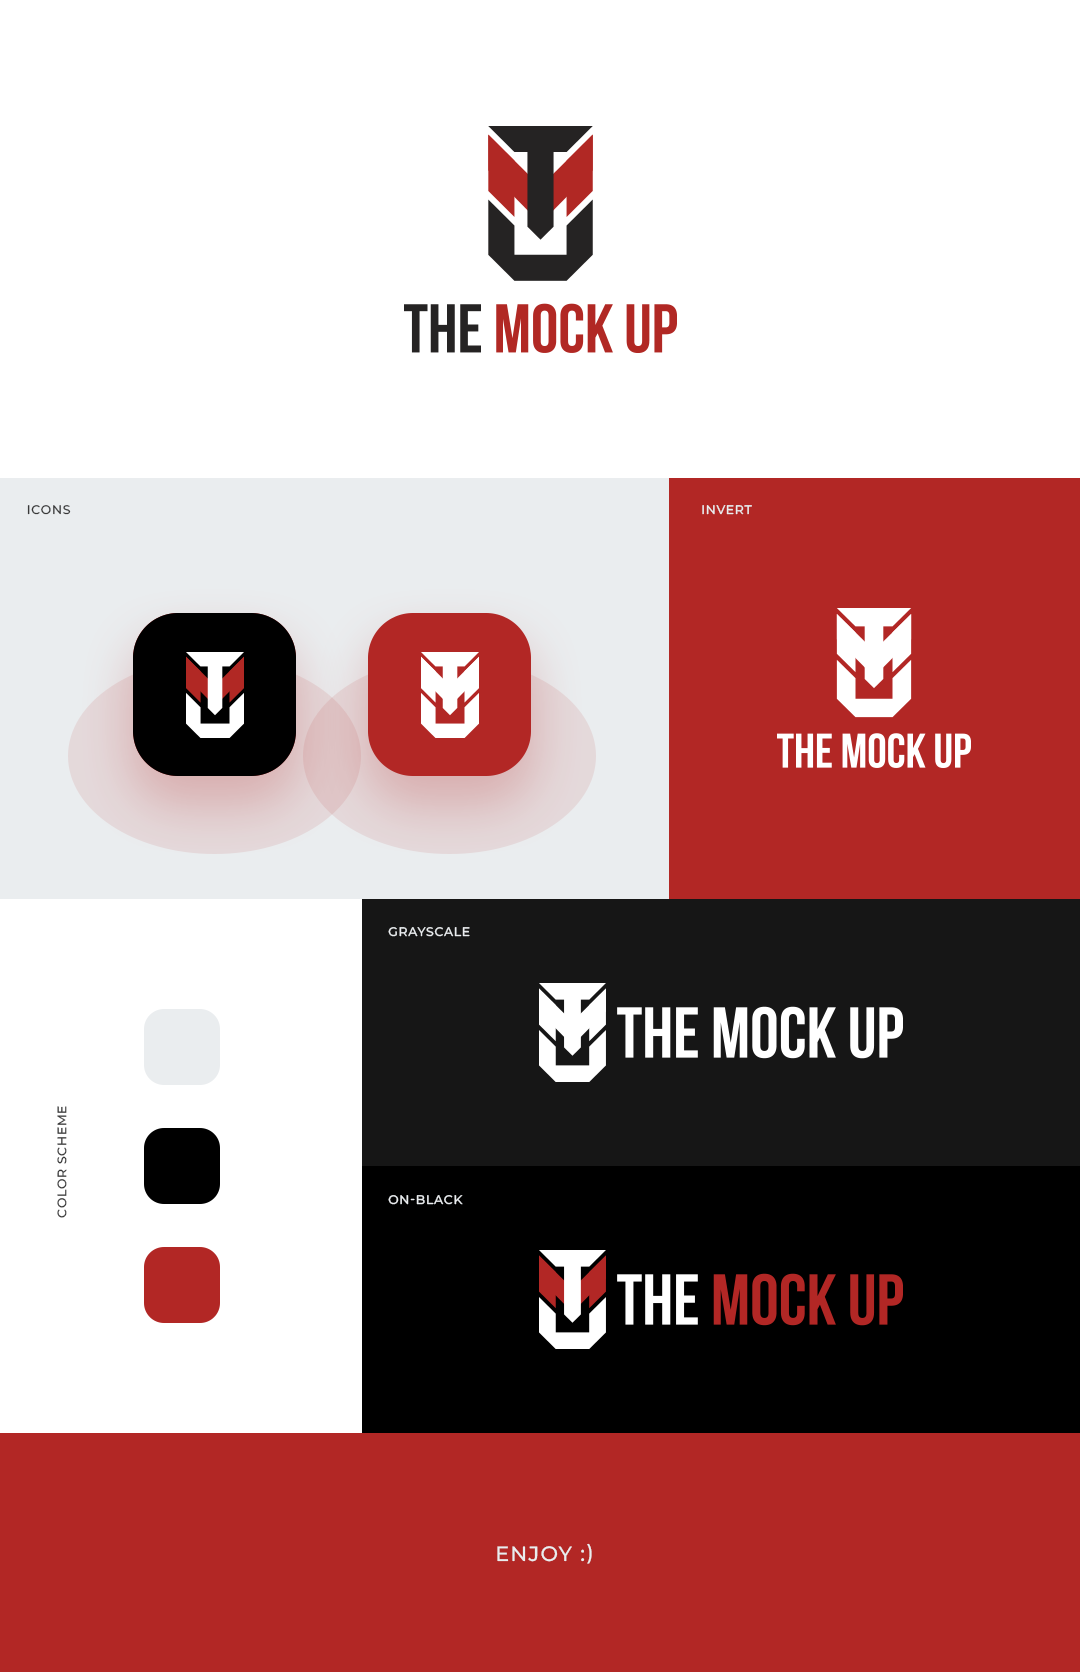 THE MOCK UP
ICONS
INVERT
THE MOCK UP
GRAYSCALE
THE MOCK UP
COLOR SCHEME
ON-BLACK
THE MOCK UP
ENJOY :)